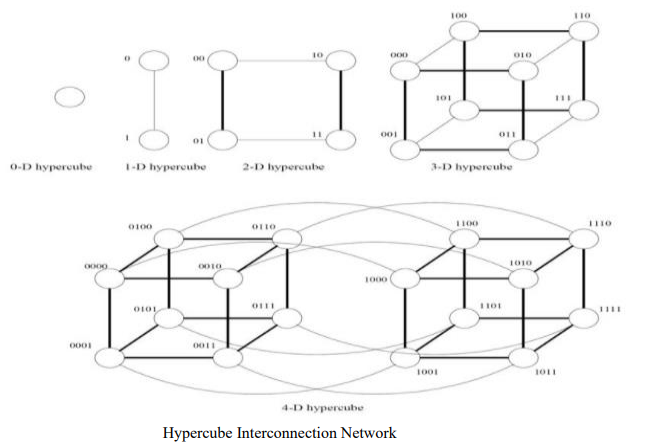 100 110
000 010
0 00 10
101 111
1 01 11 001 011
0-D hypercube 1-D hypercube 2-D hypercube 3-D hypercube
0100 0110 1100 1110
0000 0010 1000 1010
0101 0111 1101 1111
0001 0011 1001 1011
4-D hypercube
Hypercube Interconnection Network